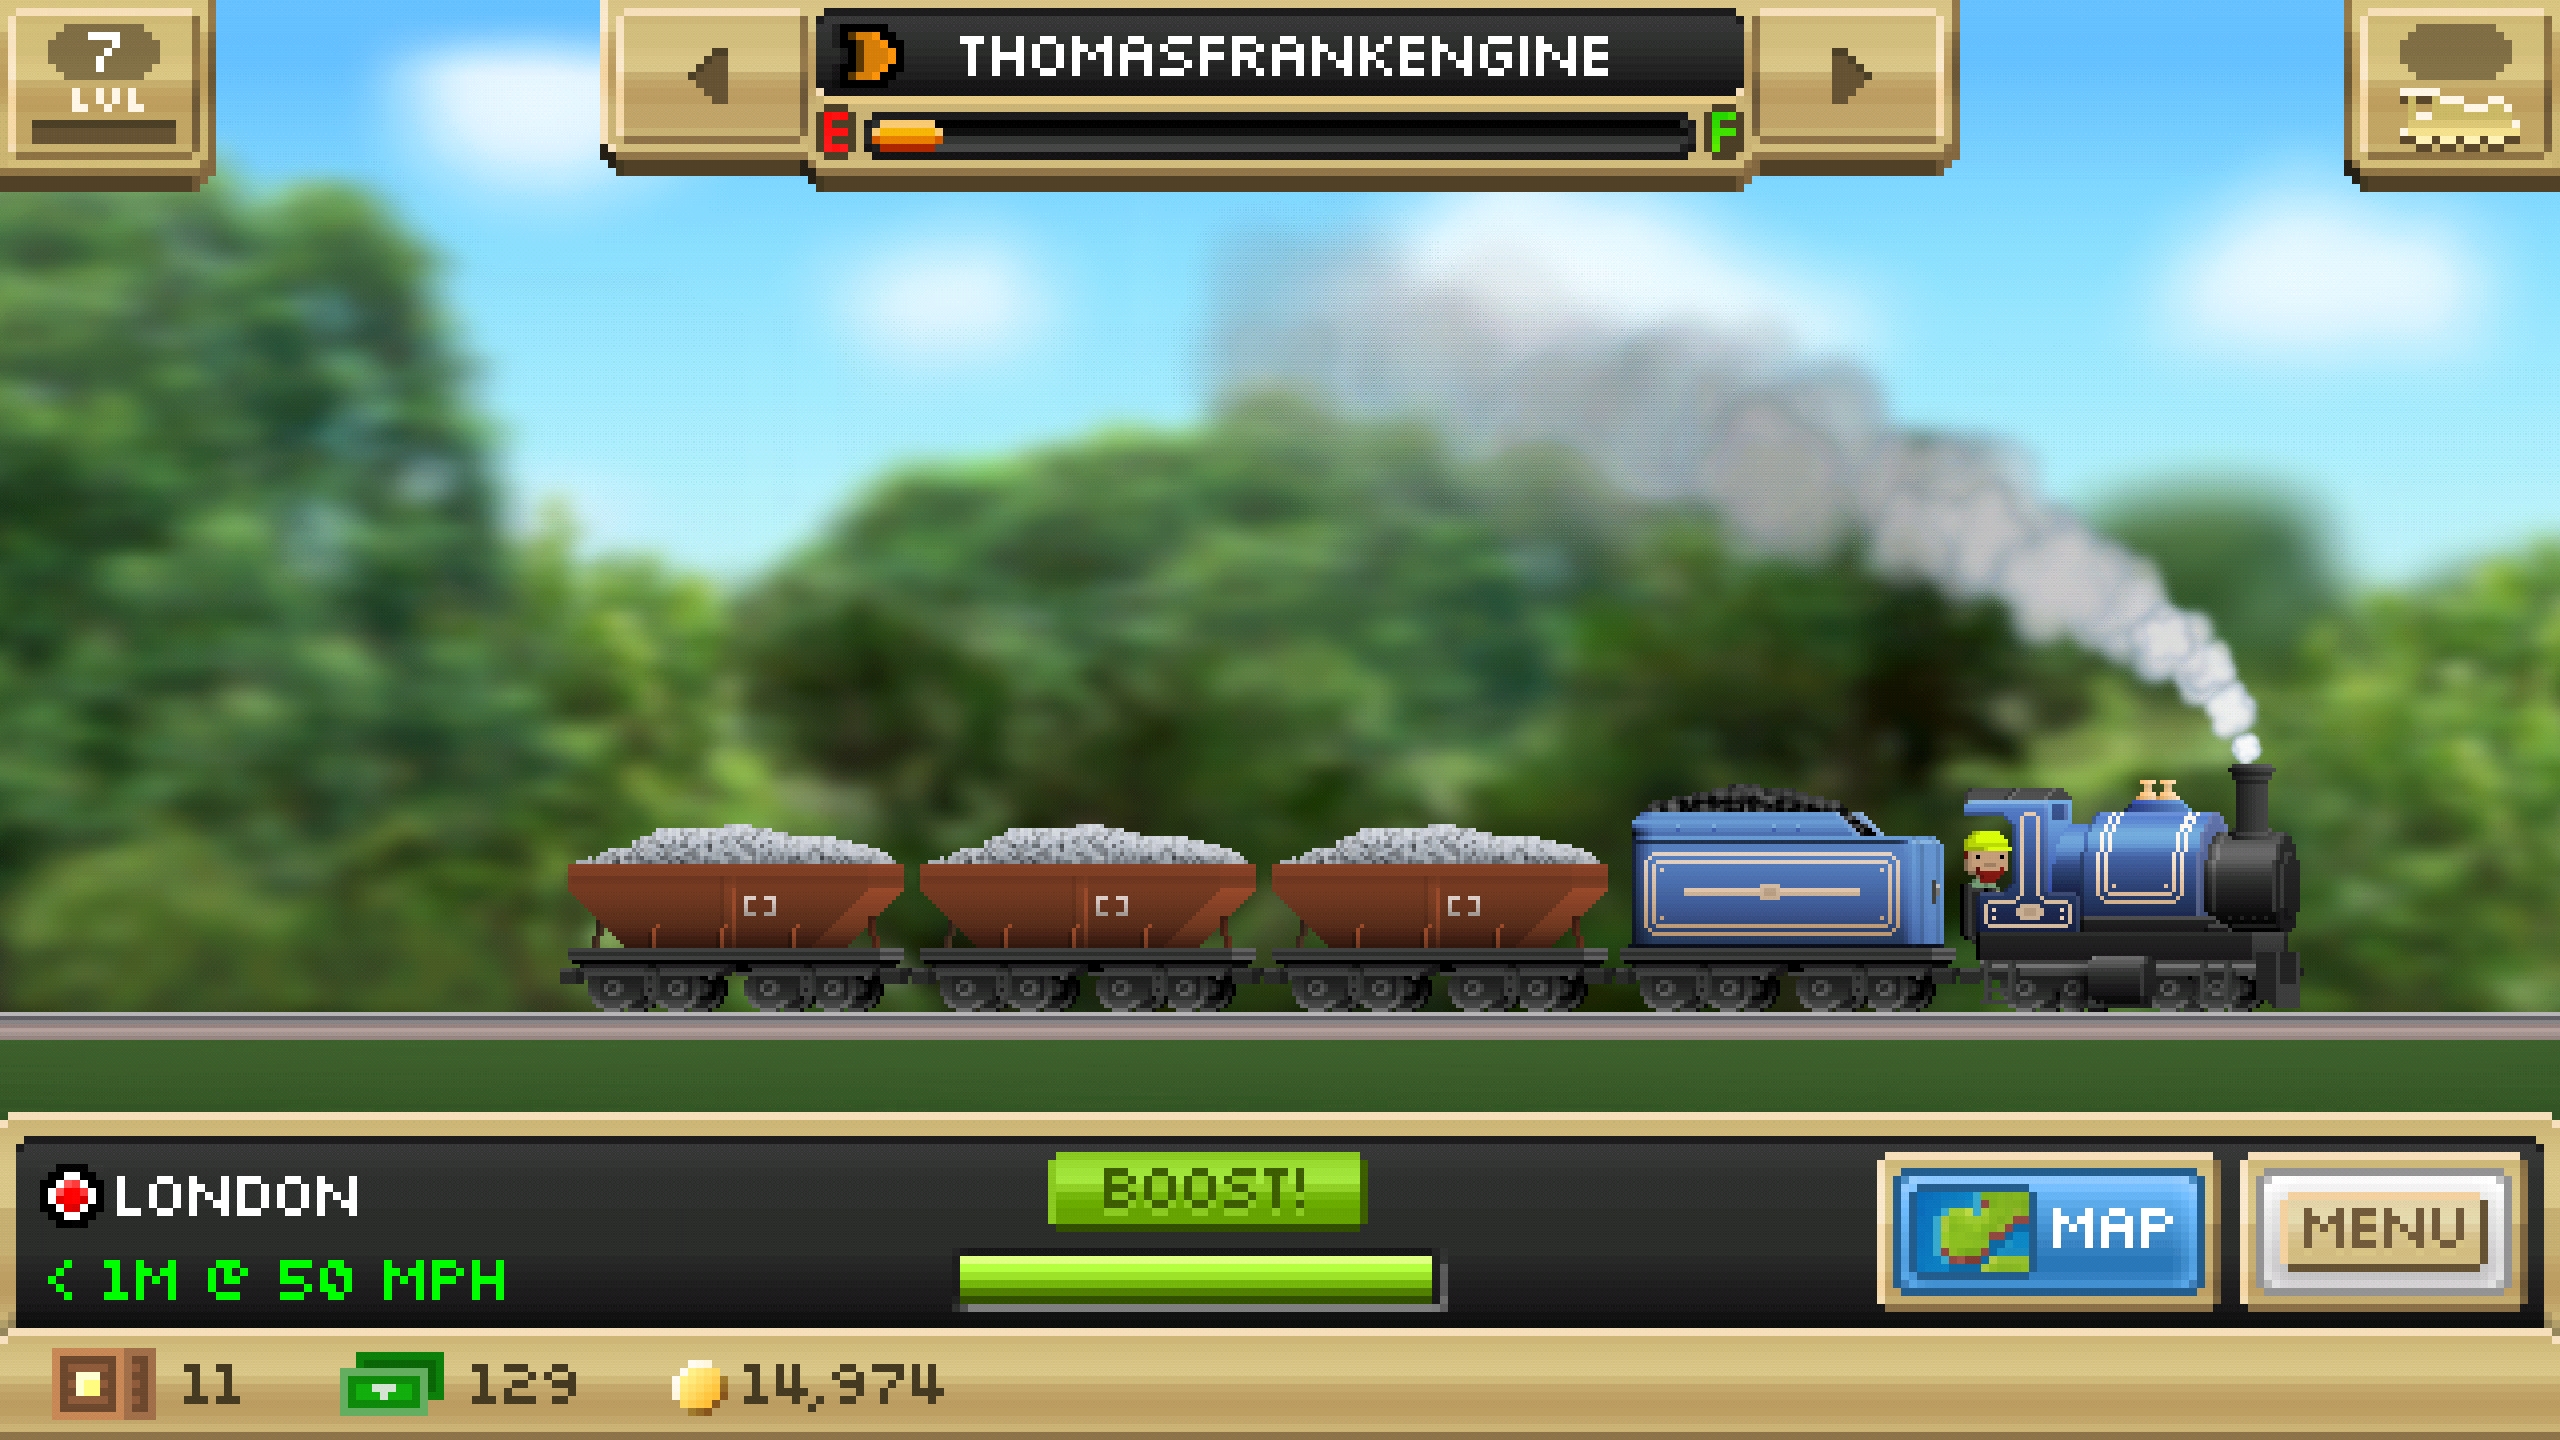 7
LVL
THOMASFRANKENGINE
E F
LONDON
< 1M @ 50 MPH
BOOST!
MAP
MENU
11
129
14,974